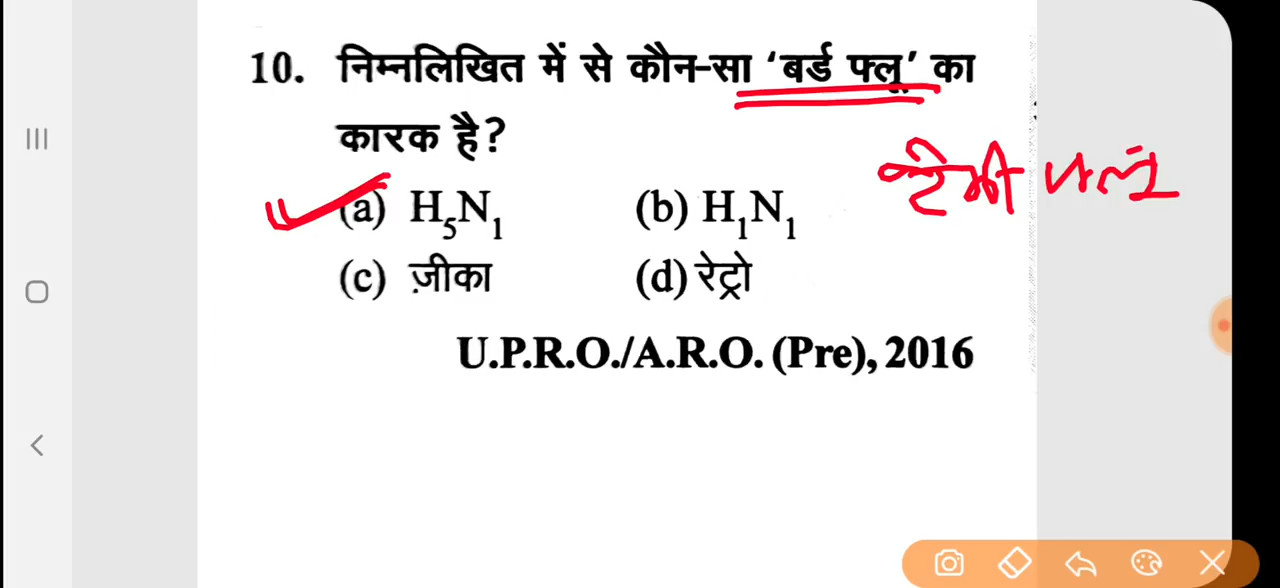 10. निम्नलिखित में से कौन-सा ‘बर्ड फ्लू’ का
कारक है?
(a) H₅N₁ (b) H₁N₁
(c) ज़ीका (d) रेट्रो
U.P.R.O./A.R.O. (Pre), 2016